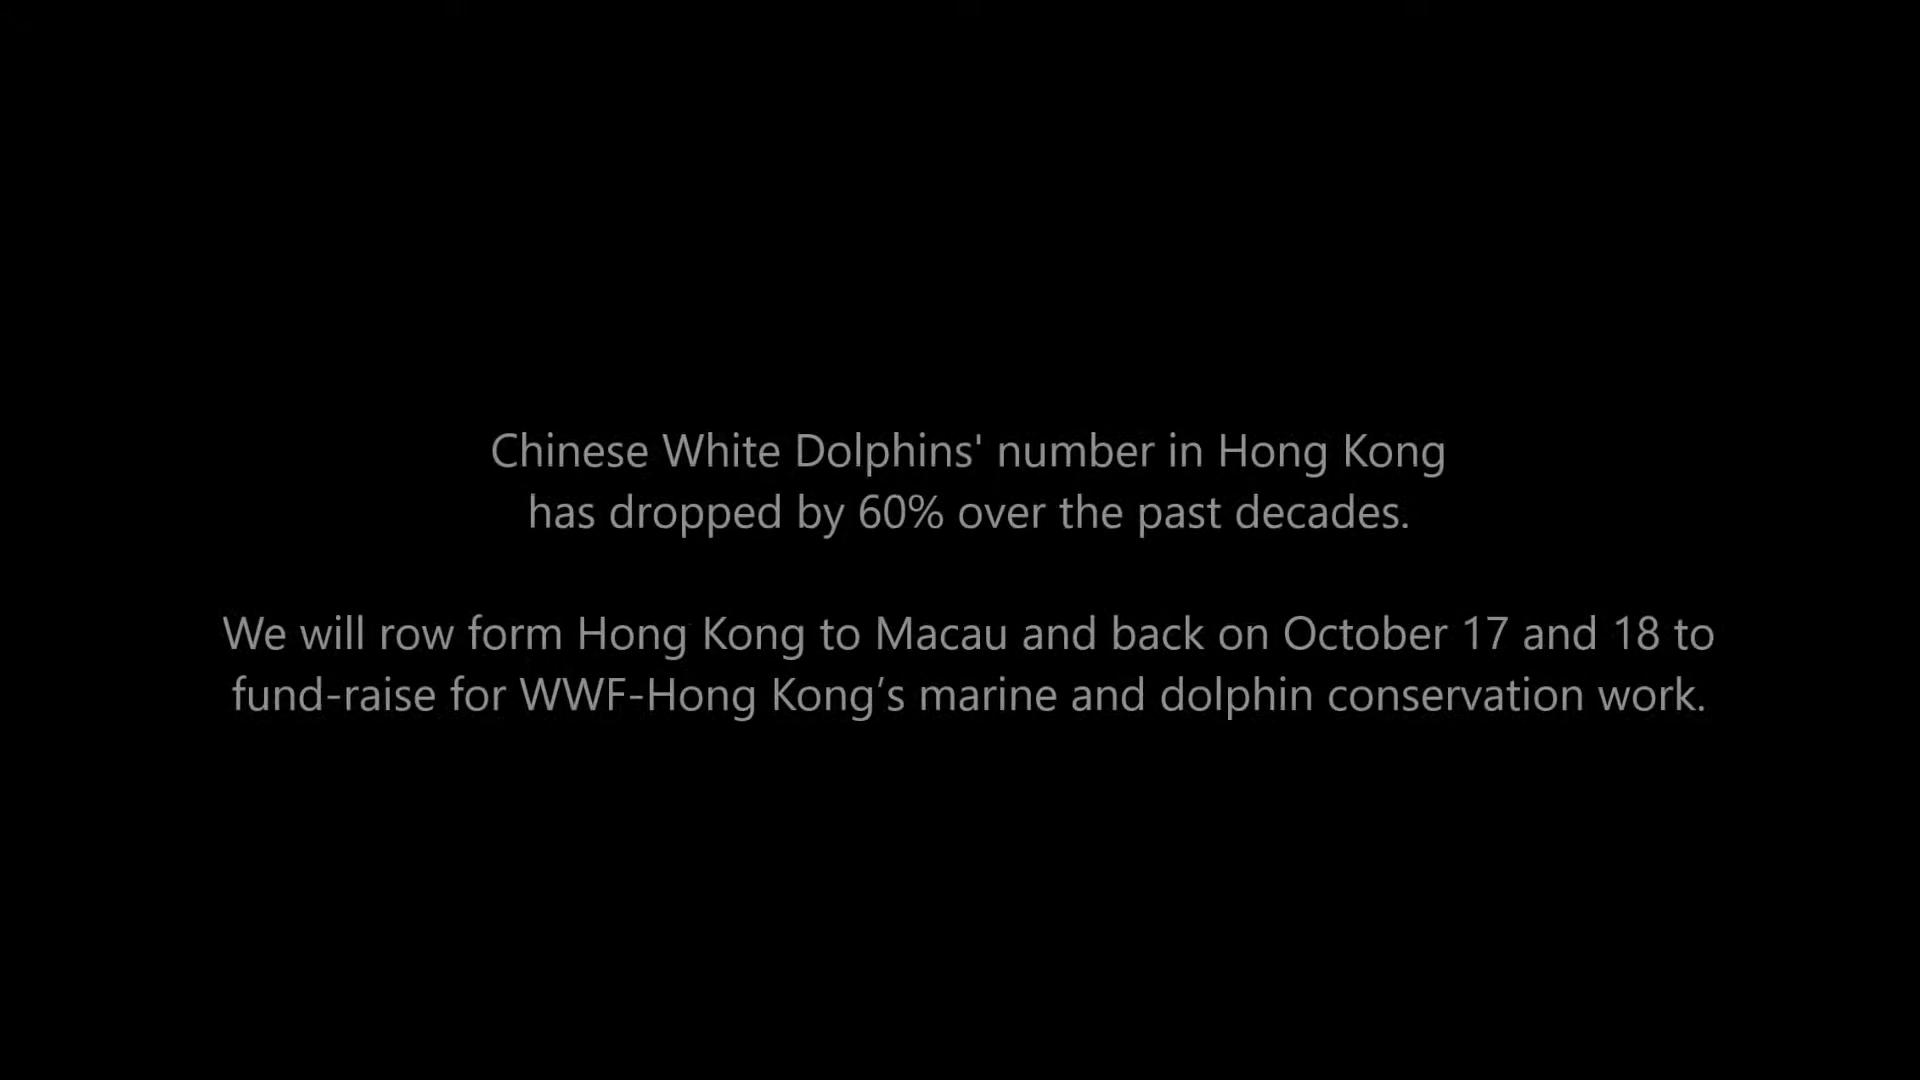 Chinese White Dolphins' number in Hong Kong
has dropped by 60% over the past decades.
We will row form Hong Kong to Macau and back on October 17 and 18 to
fund-raise for WWF-Hong Kong’s marine and dolphin conservation work.